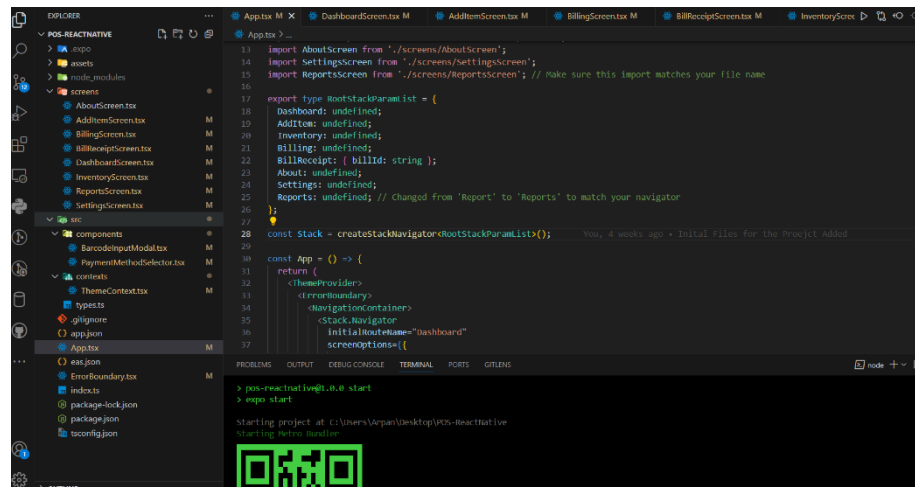 EXPLORER
POS-REACTNATIVE
.expo
assets
node_modules
screens
AboutScreen.tsx
AddItemScreen.tsx M
BillingScreen.tsx M
BillReceiptScreen.tsx M
DashboardScreen.tsx M
InventoryScreen.tsx M
ReportsScreen.tsx M
SettingsScreen.tsx M
src
components
BarcodeInputModal.tsx M
PaymentMethodSelector.tsx M
contexts
ThemeContext.tsx M
types.ts
.gitignore
app.json
App.tsx M
eas.json
ErrorBoundary.tsx M
index.ts
package-lock.json
package.json
tsconfig.json
12
1
App.tsx M DashboardScreen.tsx M AddItemScreen.tsx M BillingScreen.tsx M BillReceiptScreen.tsx M InventoryScree
App.tsx > ...
13 import AboutScreen from './screens/AboutScreen';
14 import SettingsScreen from './screens/SettingsScreen';
15 import ReportsScreen from './screens/ReportsScreen'; // Make sure this import matches your file name
16
17 export type RootStackParamList = {
18 Dashboard: undefined;
19 AddItem: undefined;
20 Inventory: undefined;
21 Billing: undefined;
22 BillReceipt: { billId: string };
23 About: undefined;
24 Settings: undefined;
25 Reports: undefined; // Changed from 'Report' to 'Reports' to match your navigator
26 };
27
28 const Stack = createStackNavigator<RootStackParamList>(); You, 4 weeks ago • Inital Files for the Proejct Added
29
30 const App = () => {
31 return (
32 <ThemeProvider>
33 <ErrorBoundary>
34 <NavigationContainer>
35 <Stack.Navigator
36 initialRouteName="Dashboard"
37 screenOptions={{
PROBLEMS OUTPUT DEBUG CONSOLE TERMINAL PORTS GITLENS node
> pos-reactnative@1.0.0 start
> expo start
Starting project at C:\Users\Arpan\Desktop\POS-ReactNative
Starting Metro Bundler